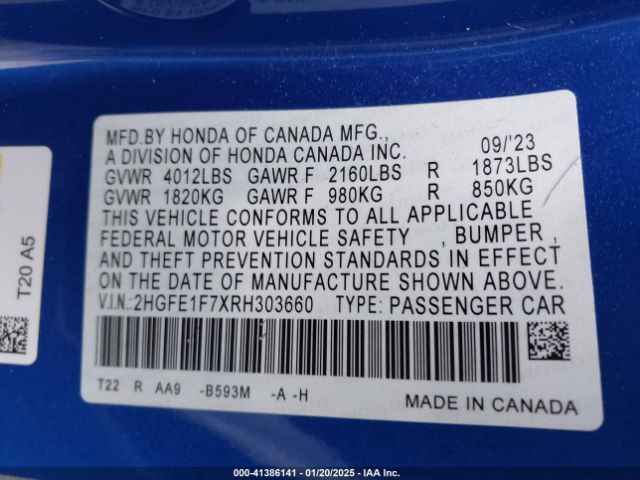 MFD.BY HONDA OF CANADA MFG.,
A DIVISION OF HONDA CANADA INC. 09/'23
GVWR 4012LBS GAWR F 2160LBS R 1873LBS
GVWR 1820KG GAWR F 980KG R 850KG
THIS VEHICLE CONFORMS TO ALL APPLICABLE
FEDERAL MOTOR VEHICLE SAFETY , BUMPER ,
AND THEFT PREVENTION STANDARDS IN EFFECT
ON THE DATE OF MANUFACTURE SHOWN ABOVE.
V.I.N.:2HGFE1F7XRH303660 TYPE: PASSENGER CAR
T22 R AA9 -B593M -A -H
MADE IN CANADA
T20 A5
000-41386141 | 01/20/2025 - IAA Inc.